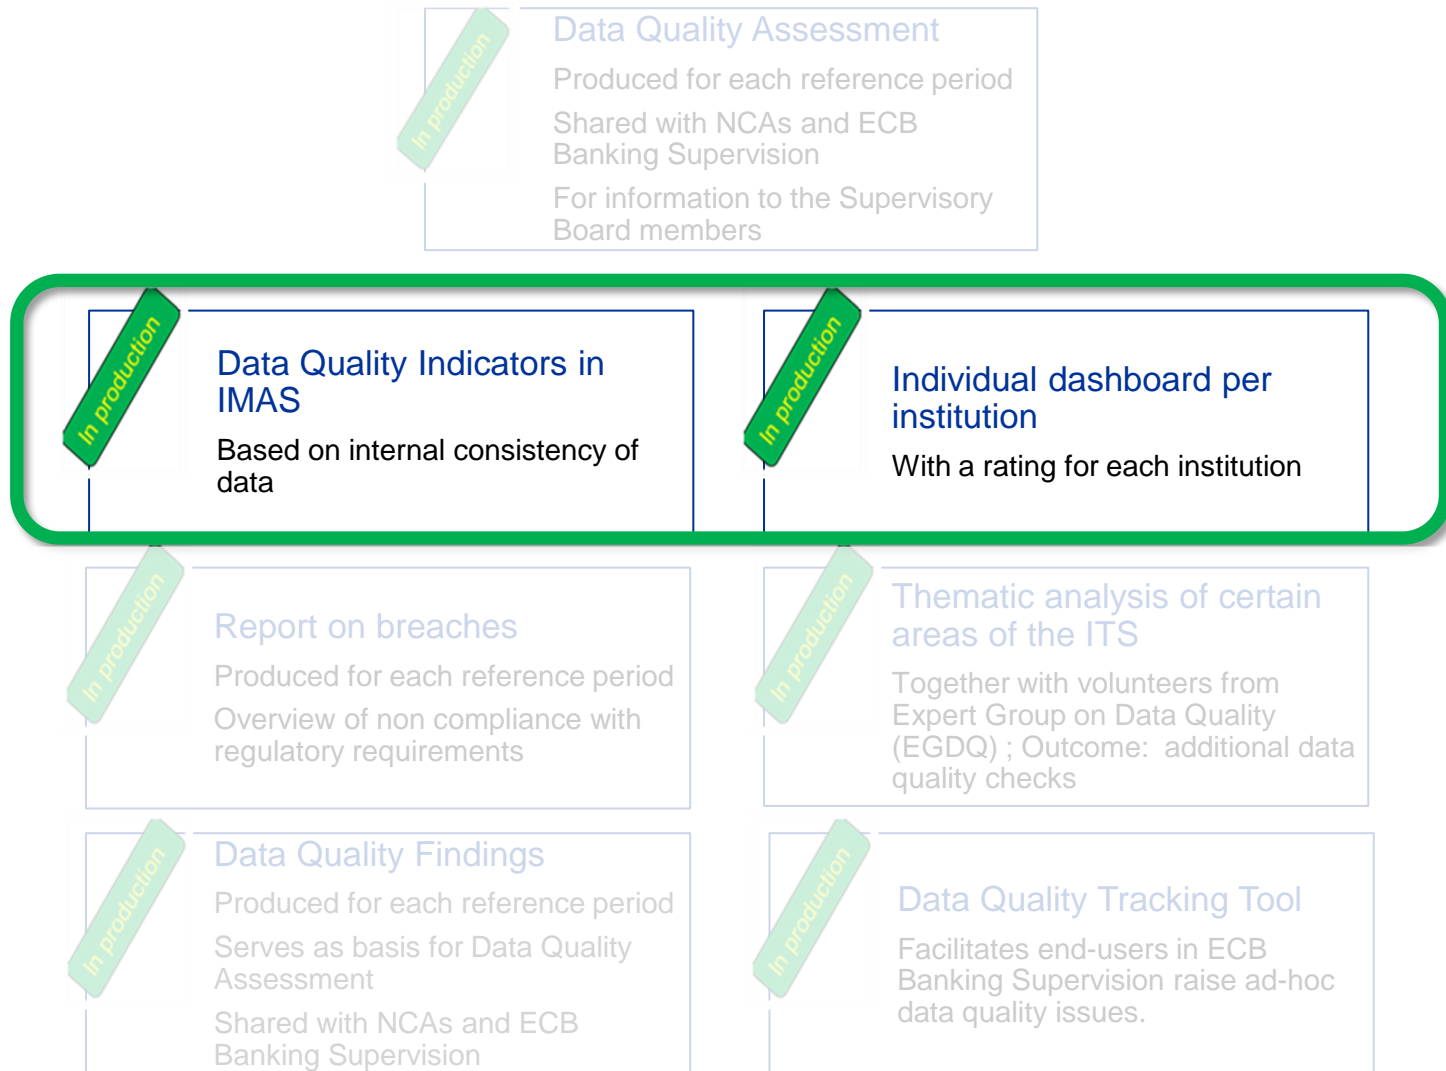 In production
Data Quality Assessment
Produced for each reference period
Shared with NCAs and ECB
Banking Supervision
For information to the Supervisory
Board members
In production
Data Quality Indicators in
IMAS
Based on internal consistency of
data
In production
Individual dashboard per
institution
With a rating for each institution
In production
Report on breaches
Produced for each reference period
Overview of non compliance with
regulatory requirements
In production
Thematic analysis of certain
areas of the ITS
Together with volunteers from
Expert Group on Data Quality
(EGDQ) ; Outcome: additional data
quality checks
In production
Data Quality Findings
Produced for each reference period
Serves as basis for Data Quality
Assessment
Shared with NCAs and ECB
Banking Supervision
In production
Data Quality Tracking Tool
Facilitates end-users in ECB
Banking Supervision raise ad-hoc
data quality issues.